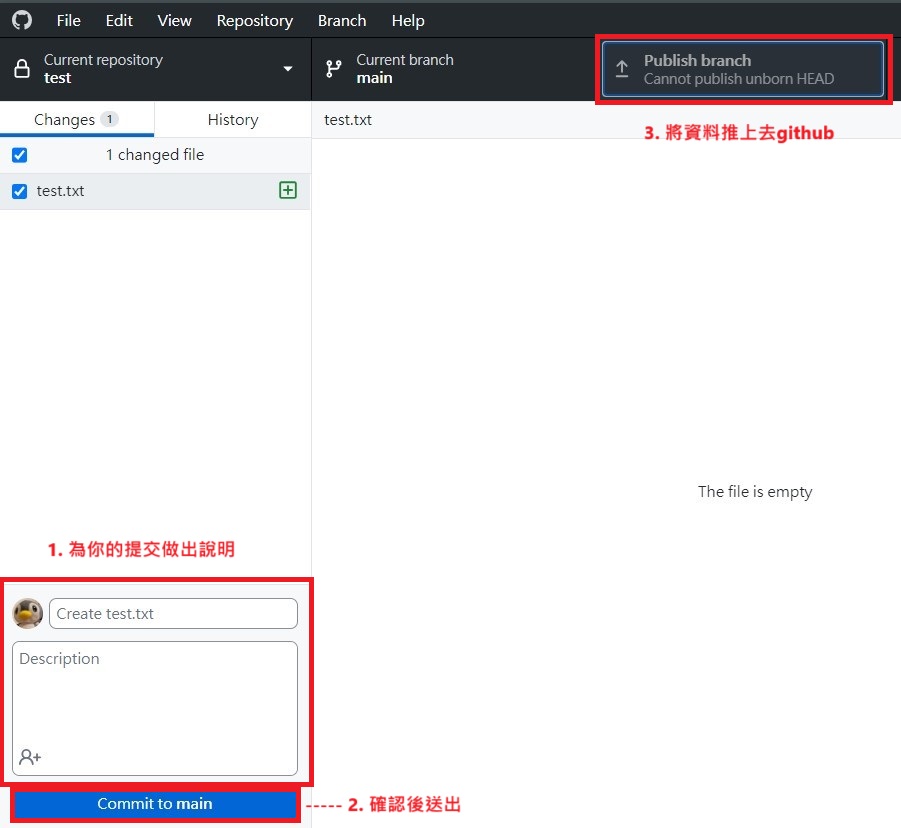 File Edit View Repository Branch Help
Current repository
test
Current branch
main
Publish branch
Cannot publish unborn HEAD
Changes 1
History
test.txt
3. 將資料推上去github
1 changed file
test.txt
The file is empty
1. 為你的提交做出說明
Create test.txt
Description
Commit to main
----- 2. 確認後送出